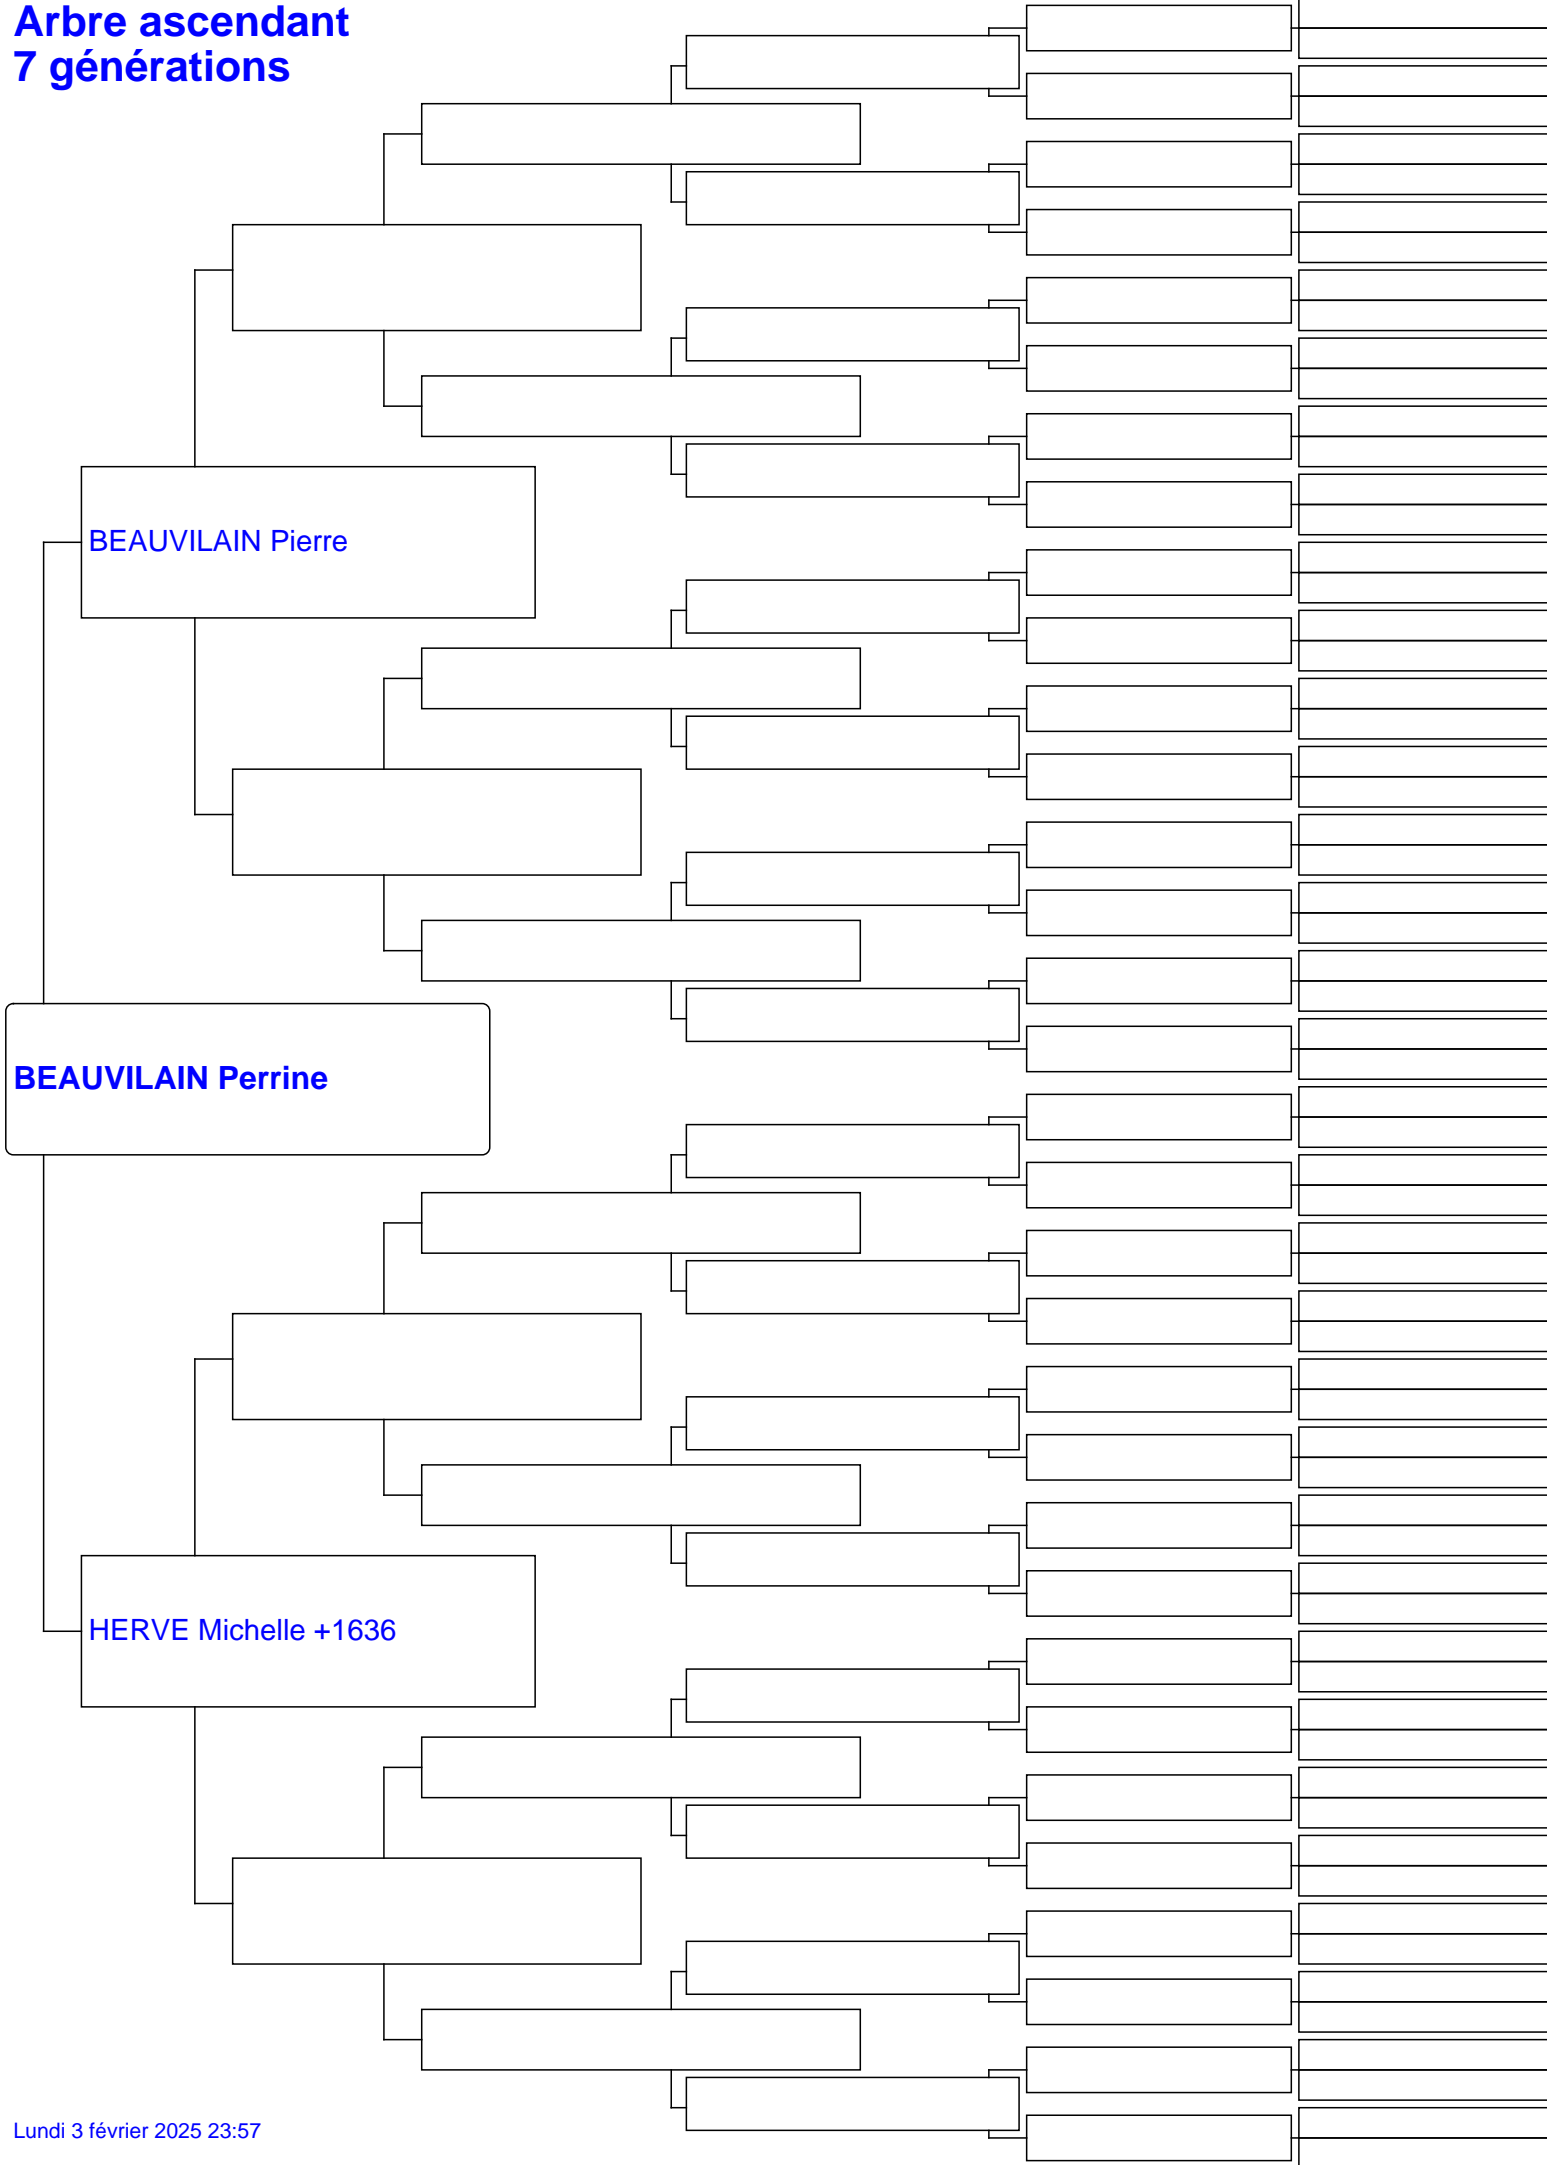 Arbre ascendant
7 générations
BEAUVILAIN Pierre
BEAUVILAIN Perrine
HERVE Michelle +1636
Lundi 3 février 2025 23:57